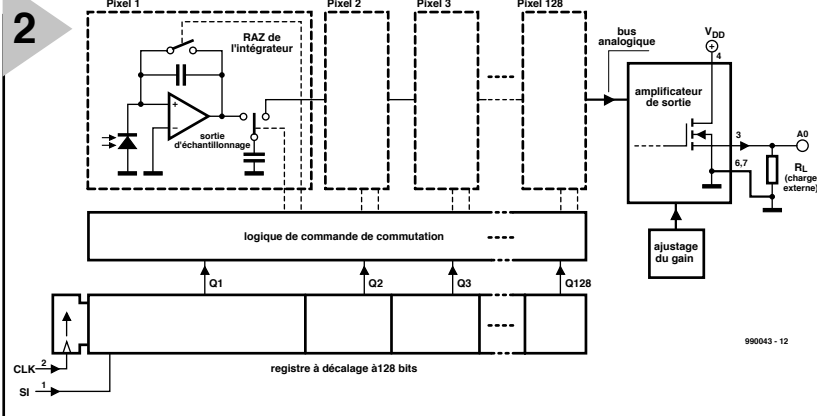 2
Pixel 1
Pixel 2
Pixel 3
Pixel 128
RAZ de
l'intégrateur
+
−
sortie
d'échantillonnage
bus
analogique
VDD
4
amplificateur
de sortie
3
A0
6,7
RL
(charge
externe)
ajustage
du gain
logique de commande de commutation
Q1
Q2
Q3
Q128
CLK
2
SI
1
registre à décalage à128 bits
990043 - 12